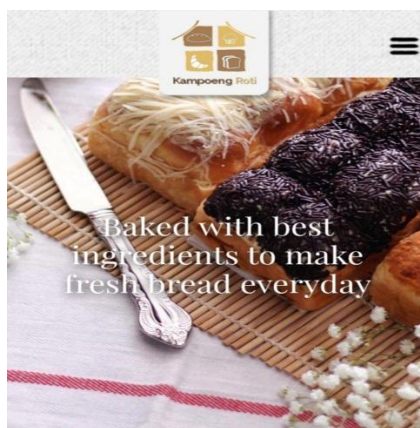 Kampoeng Roti
Baked with best
ingredients to make
fresh bread everyday